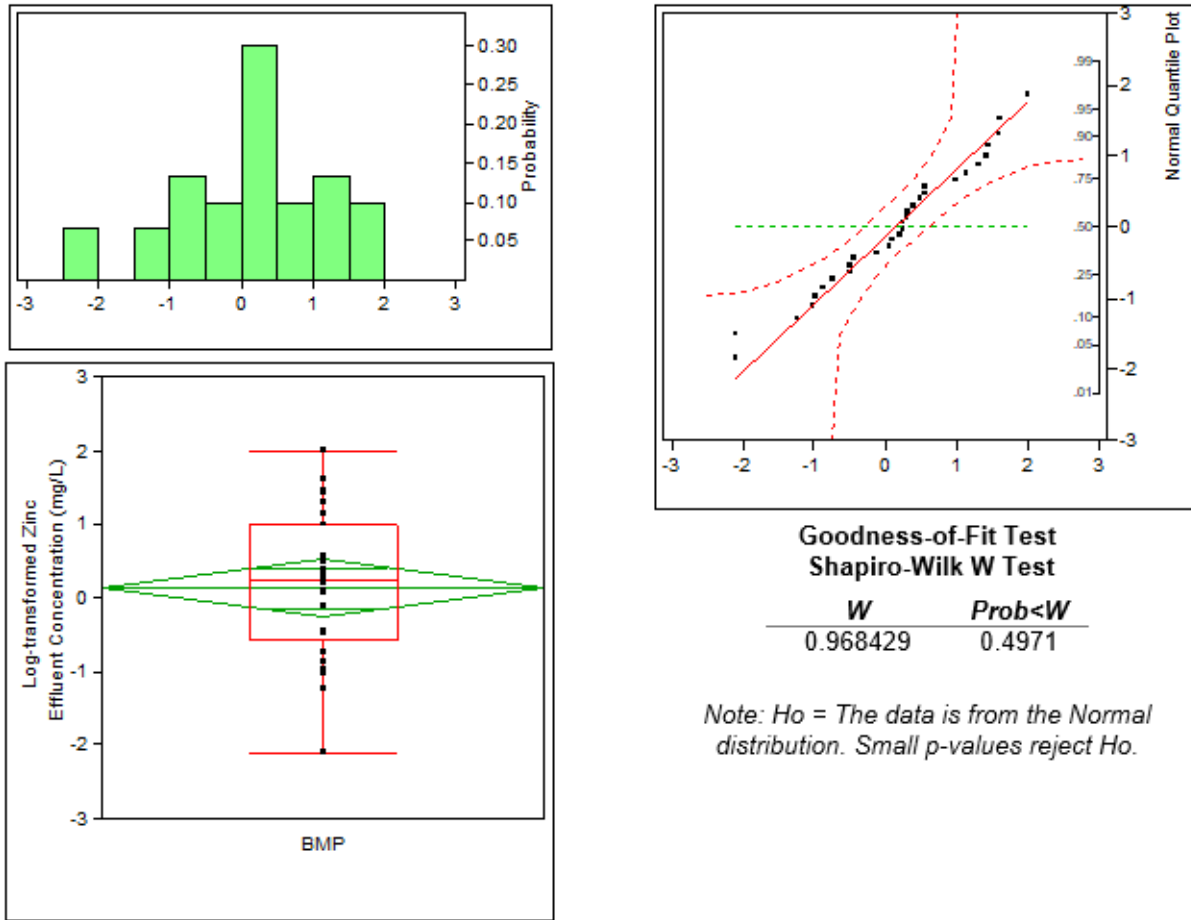 0.30
0.25
0.20
0.15
0.10
0.05
Probability
-3 -2 -1 0 1 2 3
3
2
1
0
-1
-2
-3
Log-transformed Zinc
Effluent Concentration (mg/L)
BMP
3
2
1
0
-1
-2
-3
.99
.95
.90
.75
.50
.25
.10
.05
.01
Normal Quantile Plot
-3 -2 -1 0 1 2 3
Goodness-of-Fit Test
Shapiro-Wilk W Test
W Prob<W
0.968429 0.4971
Note: Ho = The data is from the Normal
distribution. Small p-values reject Ho.